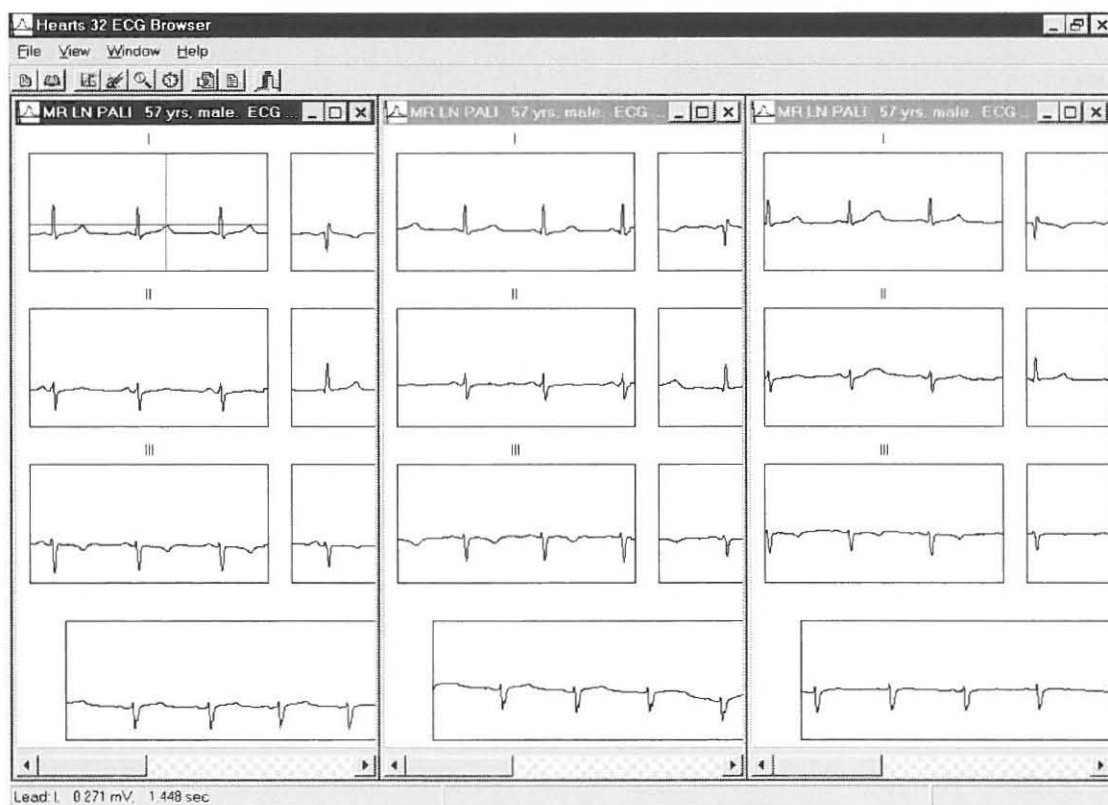 Hearts 32 ECG Browser
File View Window Help
MR LN PALI 57 yrs, male. ECG ...
MR LN PALI 57 yrs, male. ECG ...
MR LN PALI 57 yrs, male. ECG ...
I
I
I
II
II
II
III
III
III
Lead: I, 0.271 mV, 1.448 sec